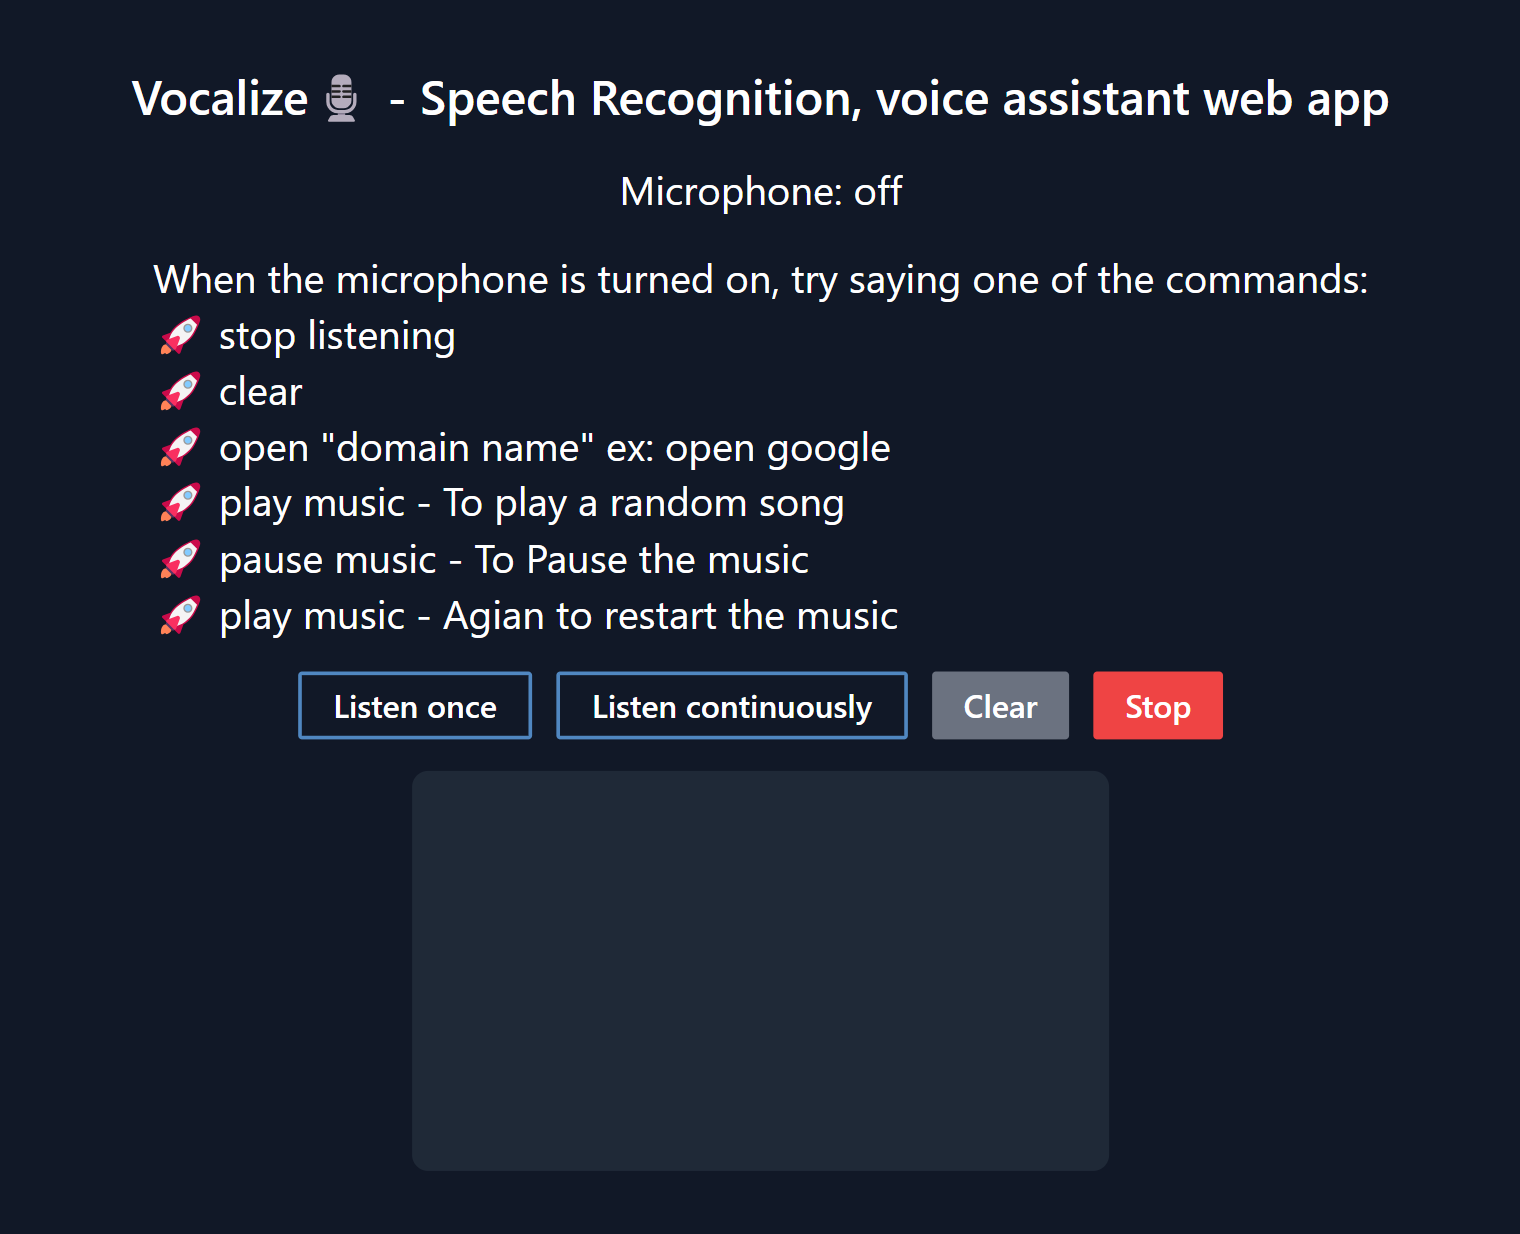 Vocalize 🎙️ - Speech Recognition, voice assistant web app
Microphone: off
When the microphone is turned on, try saying one of the commands:
🚀 stop listening
🚀 clear
🚀 open "domain name" ex: open google
🚀 play music - To play a random song
🚀 pause music - To Pause the music
🚀 play music - Agian to restart the music
Listen once
Listen continuously
Clear
Stop